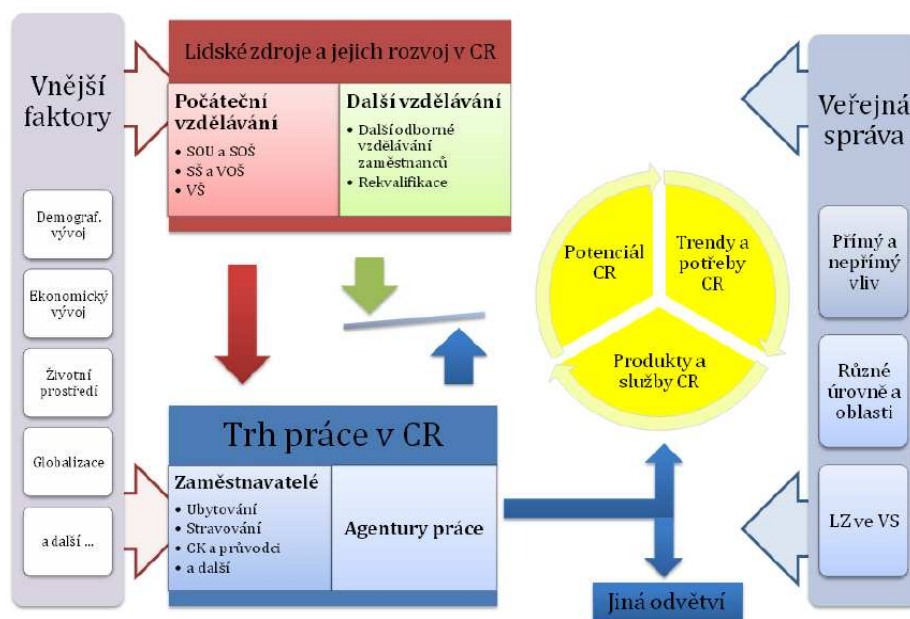 Vnější
faktory
Demograf.
vývoj
Ekonomický
vývoj
Životní
prostředí
Globalizace
a další ...
Lidské zdroje a jejich rozvoj v CR
Počáteční
vzdělávání
• SOU a SOŠ
• SŠ a VOŠ
• VŠ
Další vzdělávání
• Další odborné
vzdělávání
zaměstnanců
• Rekvalifikace
Trh práce v CR
Zaměstnavatelé
• Ubytování
• Stravování
• CK a průvodci
• a další
Agentury práce
Potenciál
CR
Trendy a
potřeby
CR
Produkty a
služby CR
Jiná odvětví
Veřejná
správa
Přímý a
nepřímý
vliv
Různé
úrovně a
oblasti
LZ ve VS